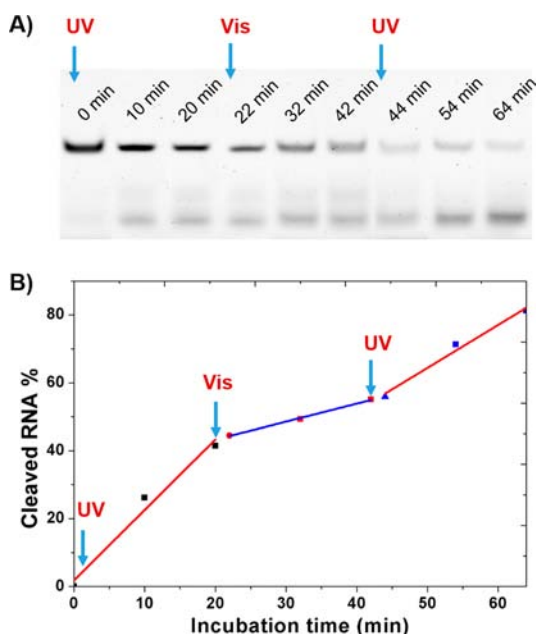 A) UV Vis UV
0 min 10 min 20 min 22 min 32 min 42 min 44 min 54 min 64 min
B)
80
UV
Vis
60
40
UV
20
0
0 10 20 30 40 50 60
Cleaved RNA %
Incubation time (min)